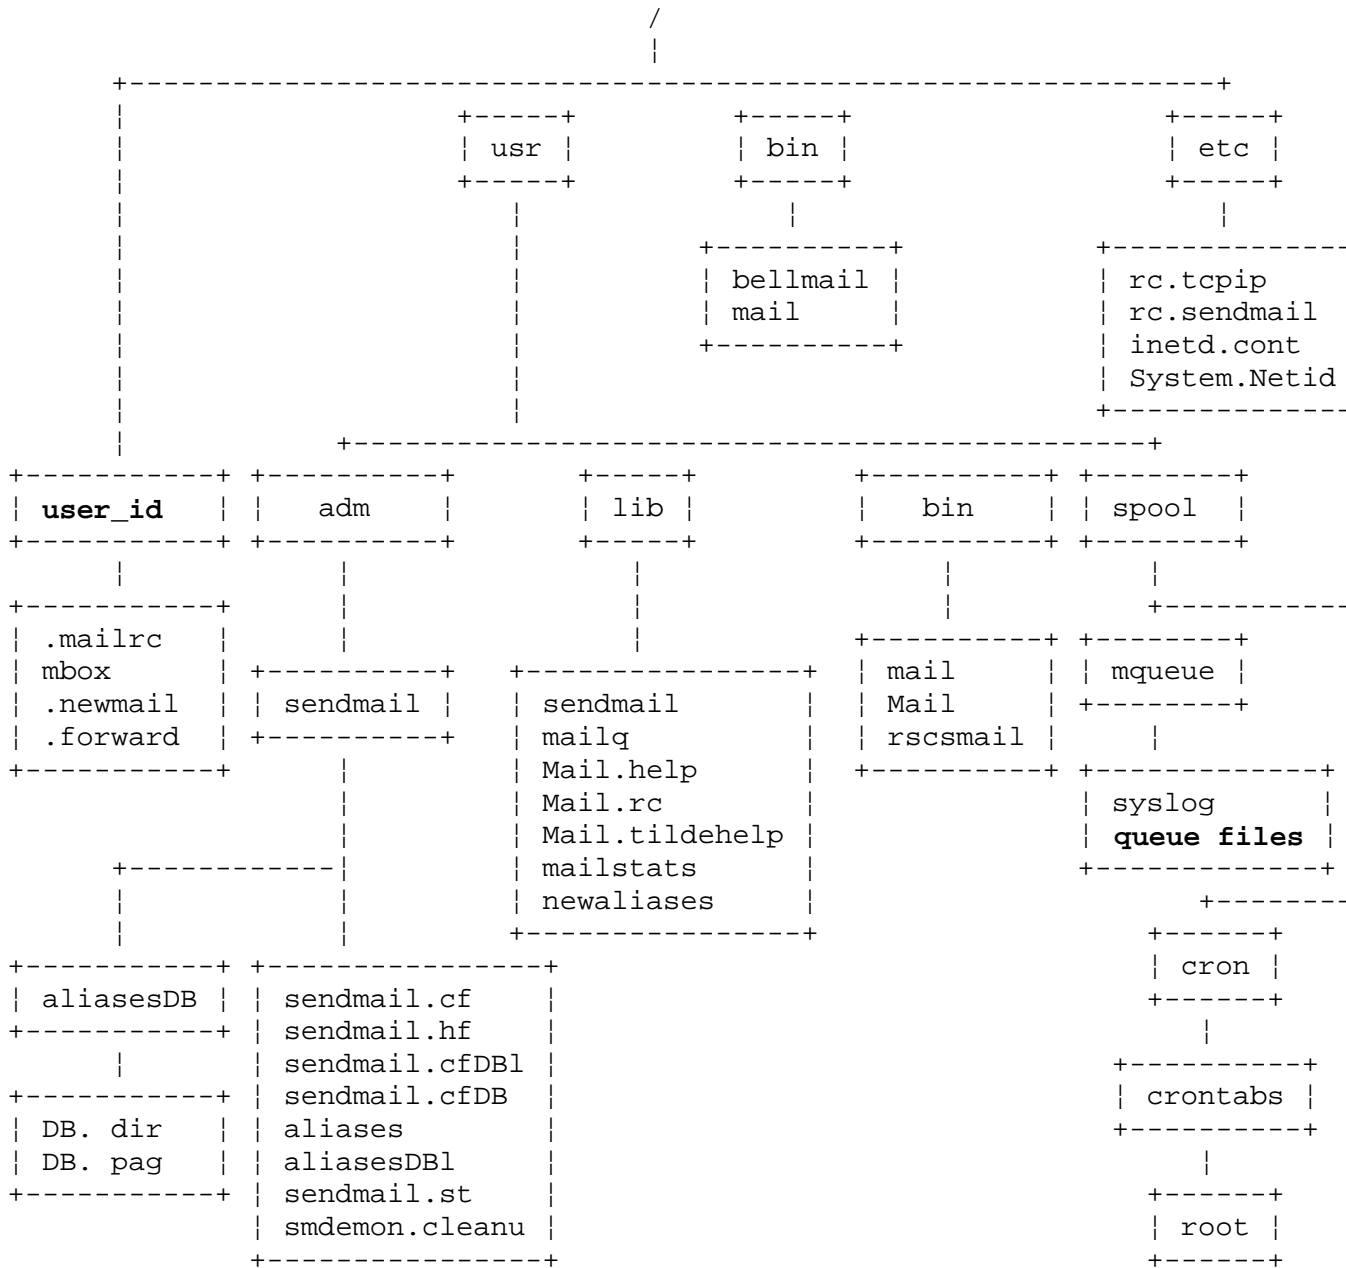 /
usr bin etc
bellmail rc.tcpip
mail rc.sendmail
inetd.cont
System.Netid
user_id adm lib bin spool
.mailrc
mbox mail mqueue
.newmail sendmail sendmail Mail
.forward mailq rscsmail
Mail.help
Mail.rc syslog
Mail.tildehelp queue files
mailstats
newaliases
cron
aliasesDB sendmail.cf
sendmail.hf
sendmail.cfDBl
sendmail.cfDB crontabs
DB. dir aliases
DB. pag aliasesDBl
sendmail.st
smdemon.cleanu root